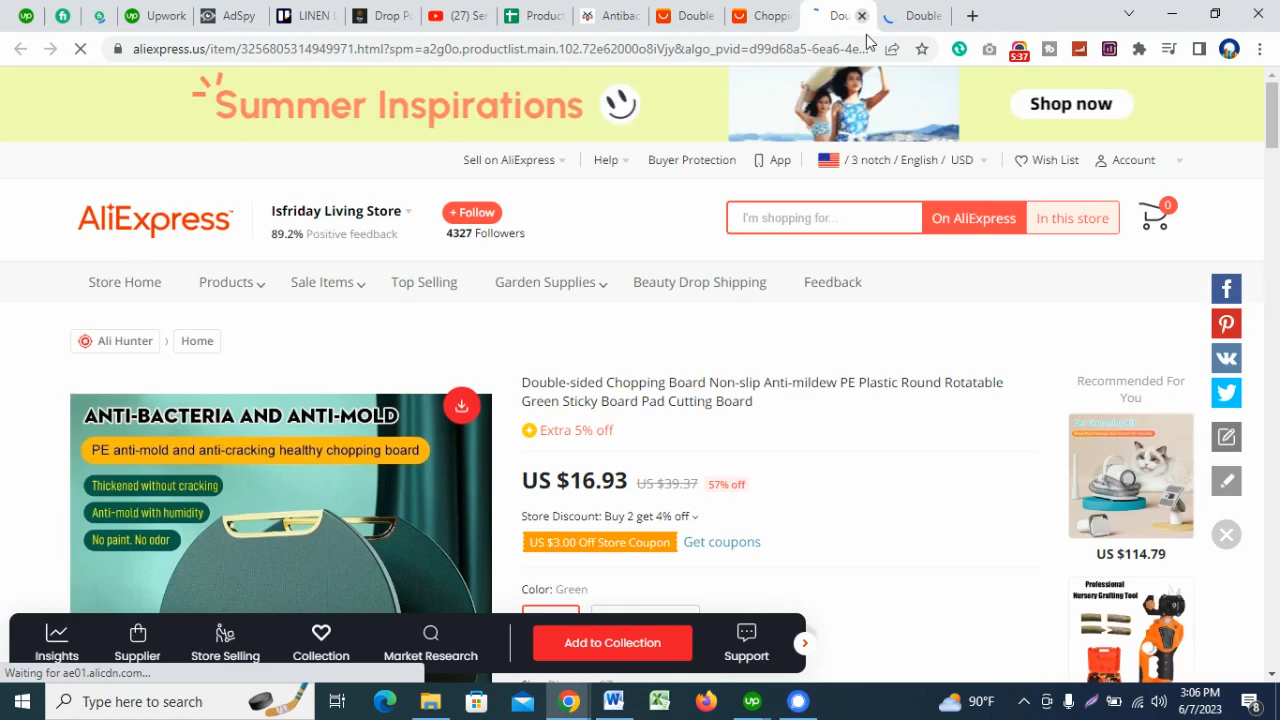 Upwork
AdSpy
LINEN L
Drop Po
(27) Ser
Product
Antibac
Double
Choppi
Dou
Double
aliexpress.us/item/3256805314949971.html?spm=a2g0o.productlist.main.102.72e62000o8iVjy&algo_pvid=d99d68a5-6ea6-4e...
5:37
Summer Inspirations
Shop now
Sell on AliExpress
Help
Buyer Protection
App
/ 3 notch / English / USD
Wish List
Account
AliExpress
Isfriday Living Store
89.2% Positive feedback
+ Follow
4327 Followers
I'm shopping for...
On AliExpress
In this store
0
Store Home
Products
Sale Items
Top Selling
Garden Supplies
Beauty Drop Shipping
Feedback
Ali Hunter
Home
ANTI-BACTERIA AND ANTI-MOLD
PE anti-mold and anti-cracking healthy chopping board
Thickened without cracking
Anti-mold with humidity
No paint. No odor
Double-sided Chopping Board Non-slip Anti-mildew PE Plastic Round Rotatable
Green Sticky Board Pad Cutting Board
Extra 5% off
US $16.93 US $39.37 57% off
Store Discount: Buy 2 get 4% off
US $3.00 Off Store Coupon
Get coupons
Color: Green
Recommended For
You
US $114.79
Professional
Nursery Grafting Tool
Insights
Supplier
Store Selling
Collection
Market Research
Add to Collection
Support
Waiting for ae01.alicdn.com...
Type here to search
90°F
3:06 PM
6/7/2023
8